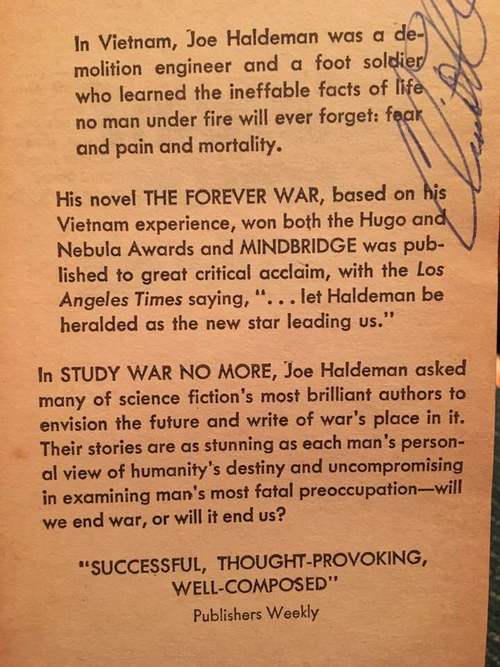 In Vietnam, Joe Haldeman was a de-
molition engineer and a foot soldier
who learned the ineffable facts of life
no man under fire will ever forget: fear
and pain and mortality.
His novel THE FOREVER WAR, based on his
Vietnam experience, won both the Hugo and
Nebula Awards and MINDBRIDGE was pub-
lished to great critical acclaim, with the Los
Angeles Times saying, ". . . let Haldeman be
heralded as the new star leading us."
In STUDY WAR NO MORE, Joe Haldeman asked
many of science fiction's most brilliant authors to
envision the future and write of war's place in it.
Their stories are as stunning as each man's person-
al view of humanity's destiny and uncompromising
in examining man's most fatal preoccupation—will
we end war, or will it end us?
"SUCCESSFUL, THOUGHT-PROVOKING,
WELL-COMPOSED"
Publishers Weekly